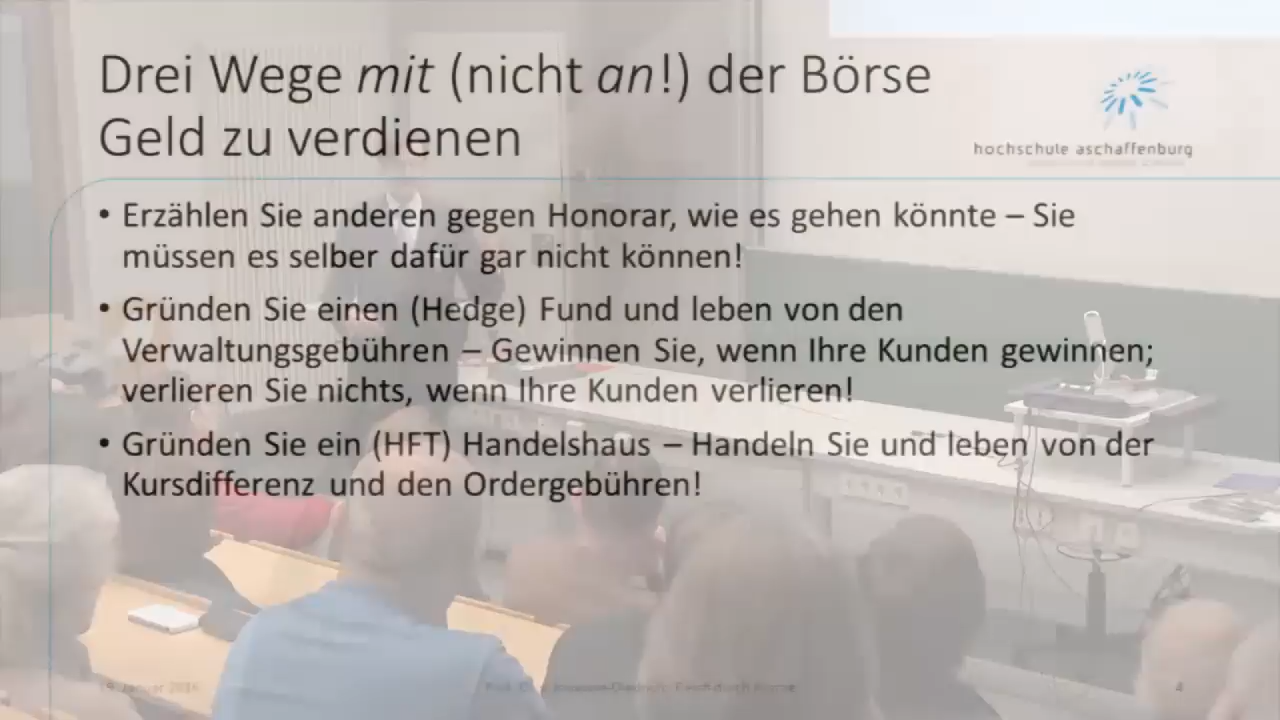 Drei Wege mit (nicht an!) der Börse
Geld zu verdienen
hochschule aschaffenburg
• Erzählen Sie anderen gegen Honorar, wie es gehen könnte – Sie
müssen es selber dafür gar nicht können!
• Gründen Sie einen (Hedge) Fund und leben von den
Verwaltungsgebühren – Gewinnen Sie, wenn Ihre Kunden gewinnen;
verlieren Sie nichts, wenn Ihre Kunden verlieren!
• Gründen Sie ein (HFT) Handelshaus – Handeln Sie und leben von der
Kursdifferenz und den Ordergebühren!
Januar
4